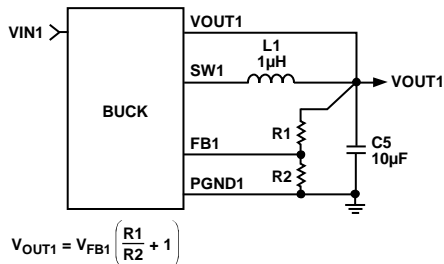 VOUT1
L1
1µH
VIN1
SW1
VOUT1
BUCK
R1
C5
10µF
FB1
R2
PGND1
VOUT1 = VFB1 (R1/R2 + 1)